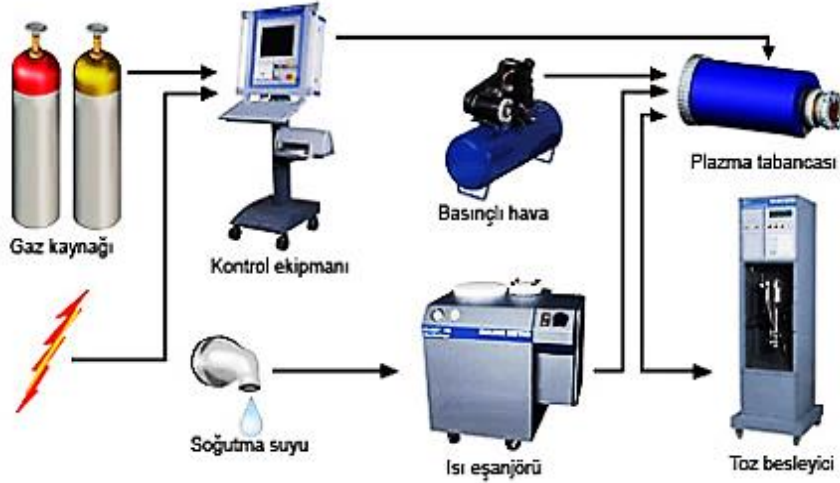 Plazma tabancası
Basınçlı hava
Gaz kaynağı
Kontrol ekipmanı
Soğutma suyu
Isı eşanjörü
Toz besleyici